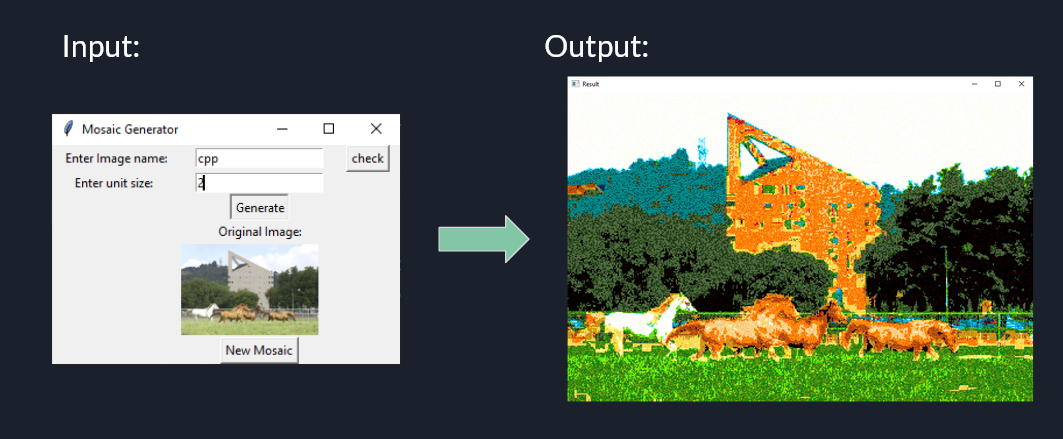 Input:
Output:
Mosaic Generator
Enter Image name: cpp check
Enter unit size: 2
Generate
Original Image:
New Mosaic
Result